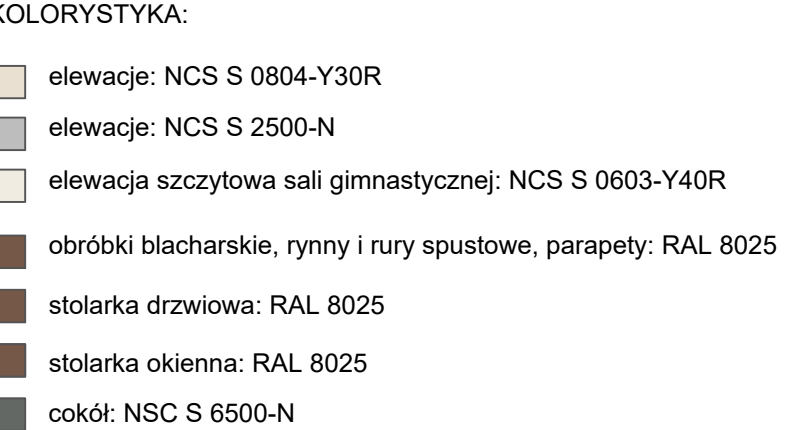 KOLORYSTYKA:
elewacje: NCS S 0804-Y30R
elewacje: NCS S 2500-N
elewacja szczytowa sali gimnastycznej: NCS S 0603-Y40R
obróbki blacharskie, rynny i rury spustowe, parapety: RAL 8025
stolarka drzwiowa: RAL 8025
stolarka okienna: RAL 8025
cokół: NSC S 6500-N